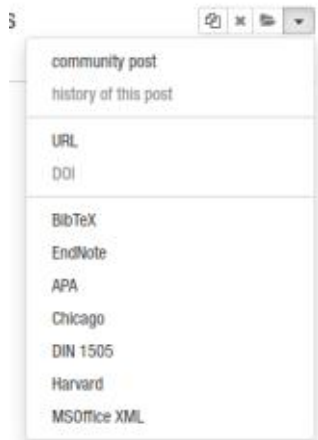 s
community post
history of this post
URL
DOI
BibTeX
EndNote
APA
Chicago
DIN 1505
Harvard
MSOffice XML